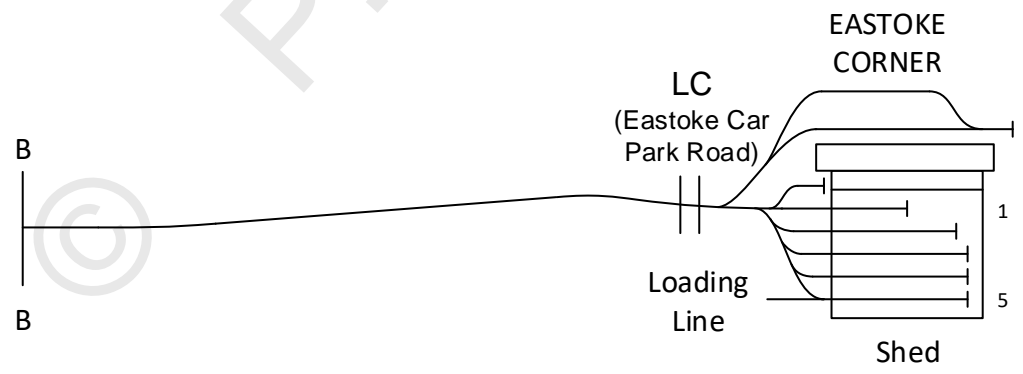 EASTOKE
CORNER
LC
(Eastoke Car
Park Road)
B
B
1
5
Loading
Line
Shed
©